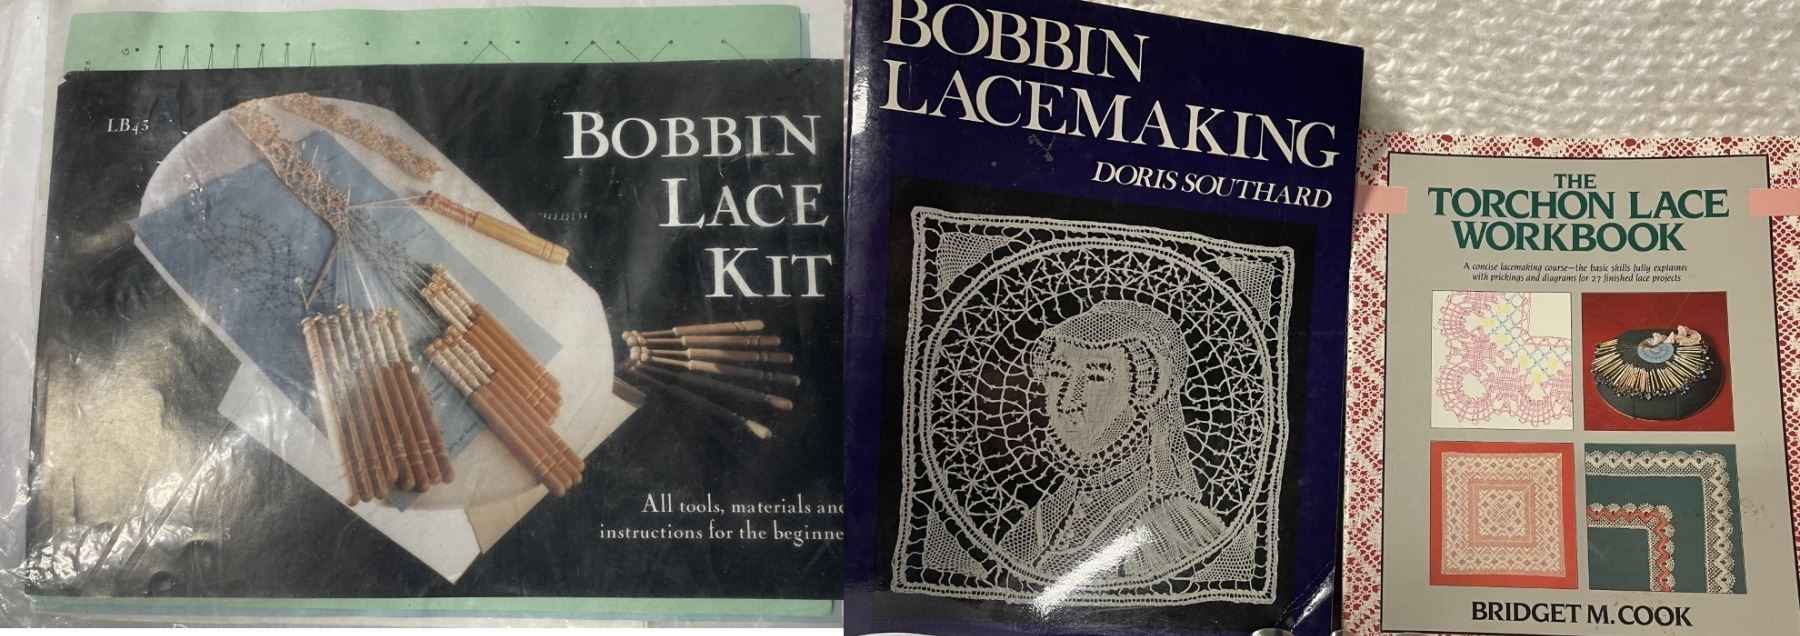 G
LB43
BOBBIN
LACE
KIT
All tools, materials and
instructions for the beginne
BOBBIN
LACEMAKING
DORIS SOUTHARD
THE
TORCHON LACE
WORKBOOK
A concise lacemaking course—the basic skills fully explained
with prickings and diagrams for 27 finished lace projects
BRIDGET M. COOK